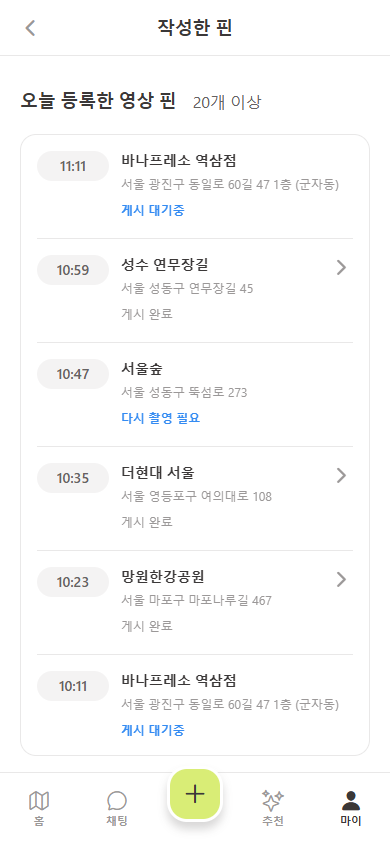 작성한 핀
오늘 등록한 영상 핀 20개 이상
11:11 바나프레소 역삼점
서울 광진구 동일로 60길 47 1층 (군자동)
게시 대기중
10:59 성수 연무장길
서울 성동구 연무장길 45
게시 완료
10:47 서울숲
서울 성동구 뚝섬로 273
다시 촬영 필요
10:35 더현대 서울
서울 영등포구 여의대로 108
게시 완료
10:23 망원한강공원
서울 마포구 마포나루길 467
게시 완료
10:11 바나프레소 역삼점
서울 광진구 동일로 60길 47 1층 (군자동)
게시 대기중
홈 채팅 추천 마이